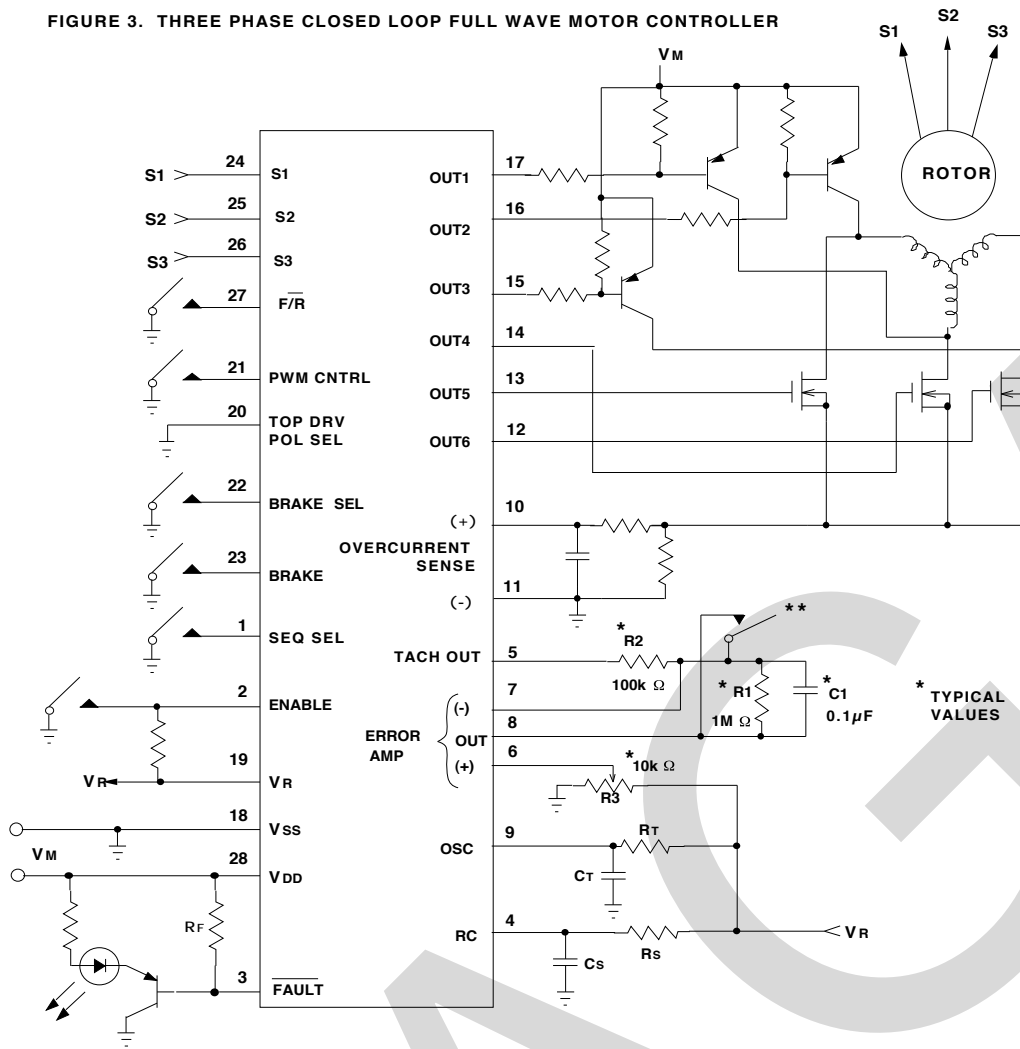 FIGURE 3. THREE PHASE CLOSED LOOP FULL WAVE MOTOR CONTROLLER
S1
S2
S3
ROTOR
VM
S1
24
S1
S2
25
S2
S3
26
S3
27
F/R
21
PWM CNTRL
20
TOP DRV
POL SEL
22
BRAKE SEL
23
BRAKE
1
SEQ SEL
2
ENABLE
19
VR
VR
18
VSS
VM
28
VDD
RF
3
FAULT
OUT1
17
OUT2
16
OUT3
15
OUT4
14
OUT5
13
OUT6
12
(+)
10
OVERCURRENT
SENSE
(-)
11
TACH OUT
5
*R2
100k Ω
**
*R1
1M Ω
*C1
0.1µF
* TYPICAL
VALUES
ERROR
AMP
(-)
7
OUT
8
(+)
6
*10k Ω
R3
OSC
9
RT
CT
RC
4
RS
CS
VR